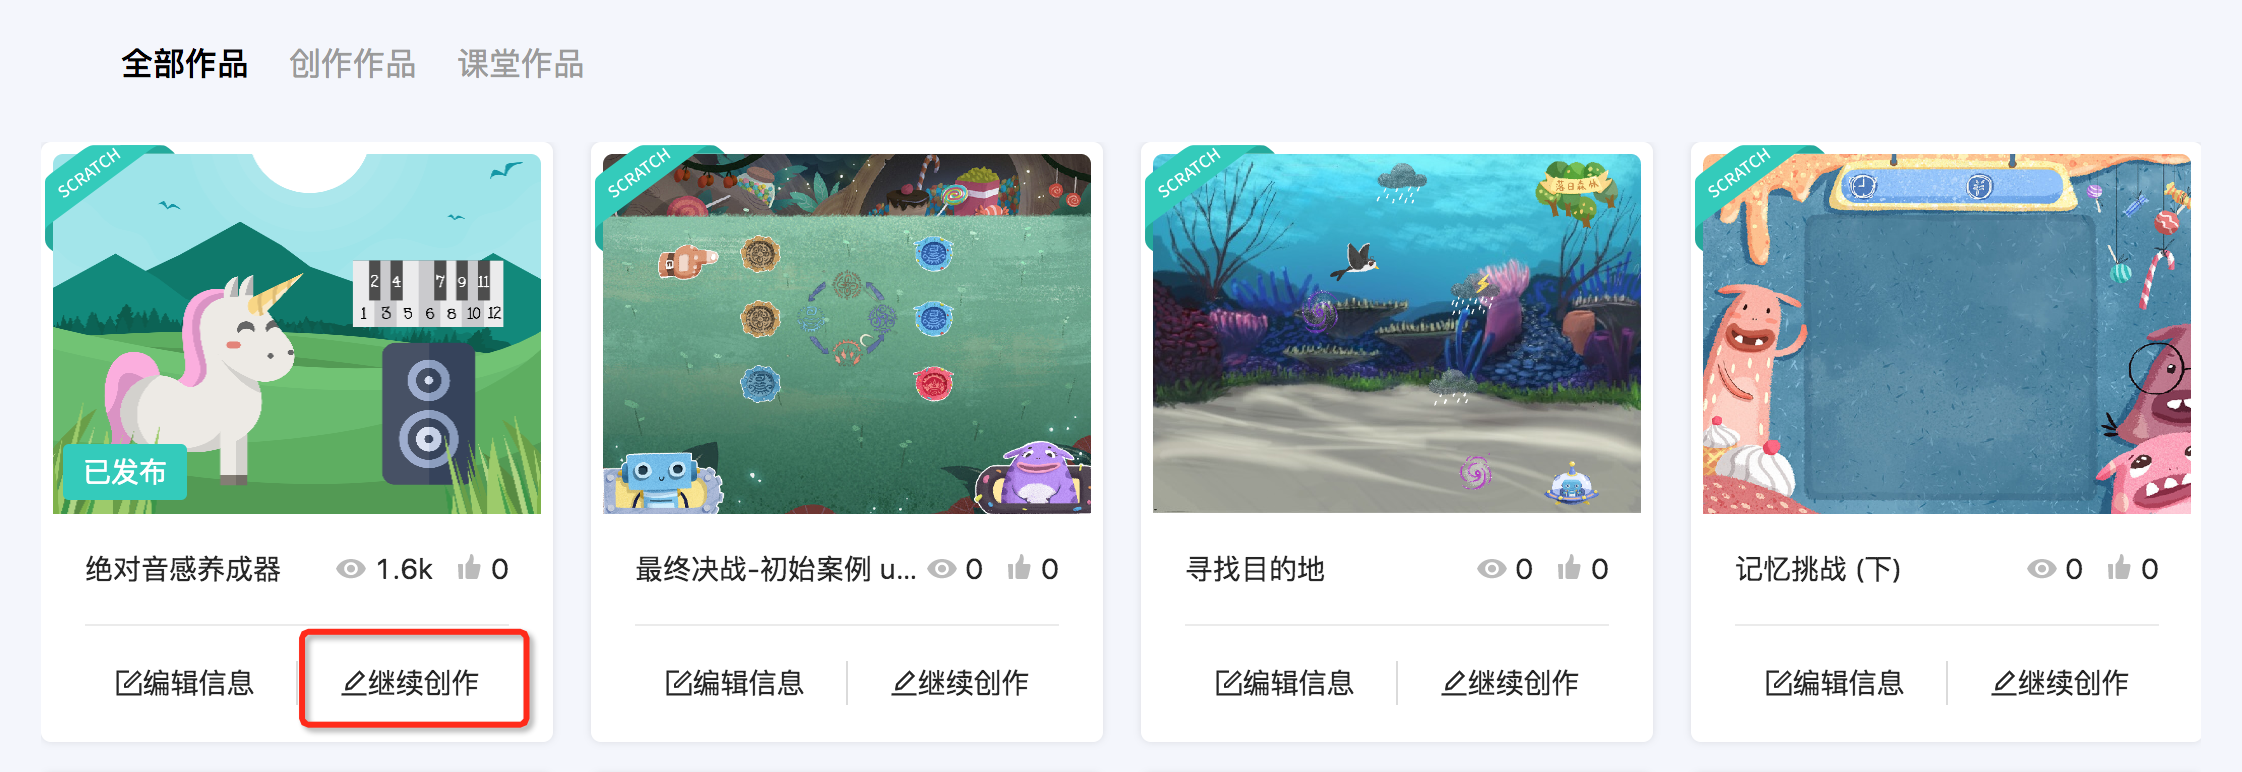 全部作品 创作作品 课堂作品
SCRATCH SCRATCH SCRATCH SCRATCH
落日森林
2 4 7 9 11
1 3 5 6 8 10 12
已发布
绝对音感养成器 1.6k 0
最终决战-初始案例 u... 0 0
寻找目的地 0 0
记忆挑战 (下) 0 0
编辑信息 继续创作 编辑信息 继续创作 编辑信息 继续创作 编辑信息 继续创作